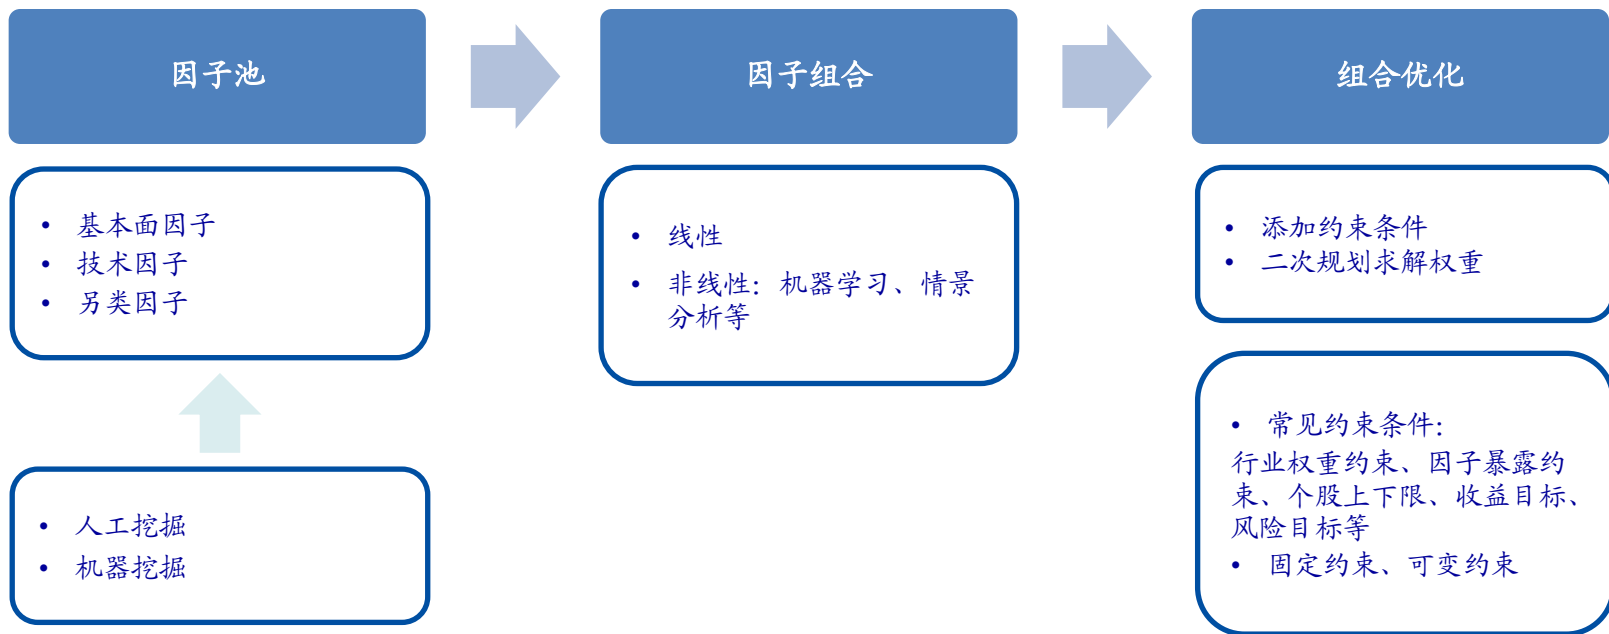 因子池
因子组合
组合优化
• 基本面因子
• 技术因子
• 另类因子
• 人工挖掘
• 机器挖掘
• 线性
• 非线性：机器学习、情景
分析等
• 添加约束条件
• 二次规划求解权重
• 常见约束条件：
行业权重约束、因子暴露约
束、个股上下限、收益目标、
风险目标等
• 固定约束、可变约束